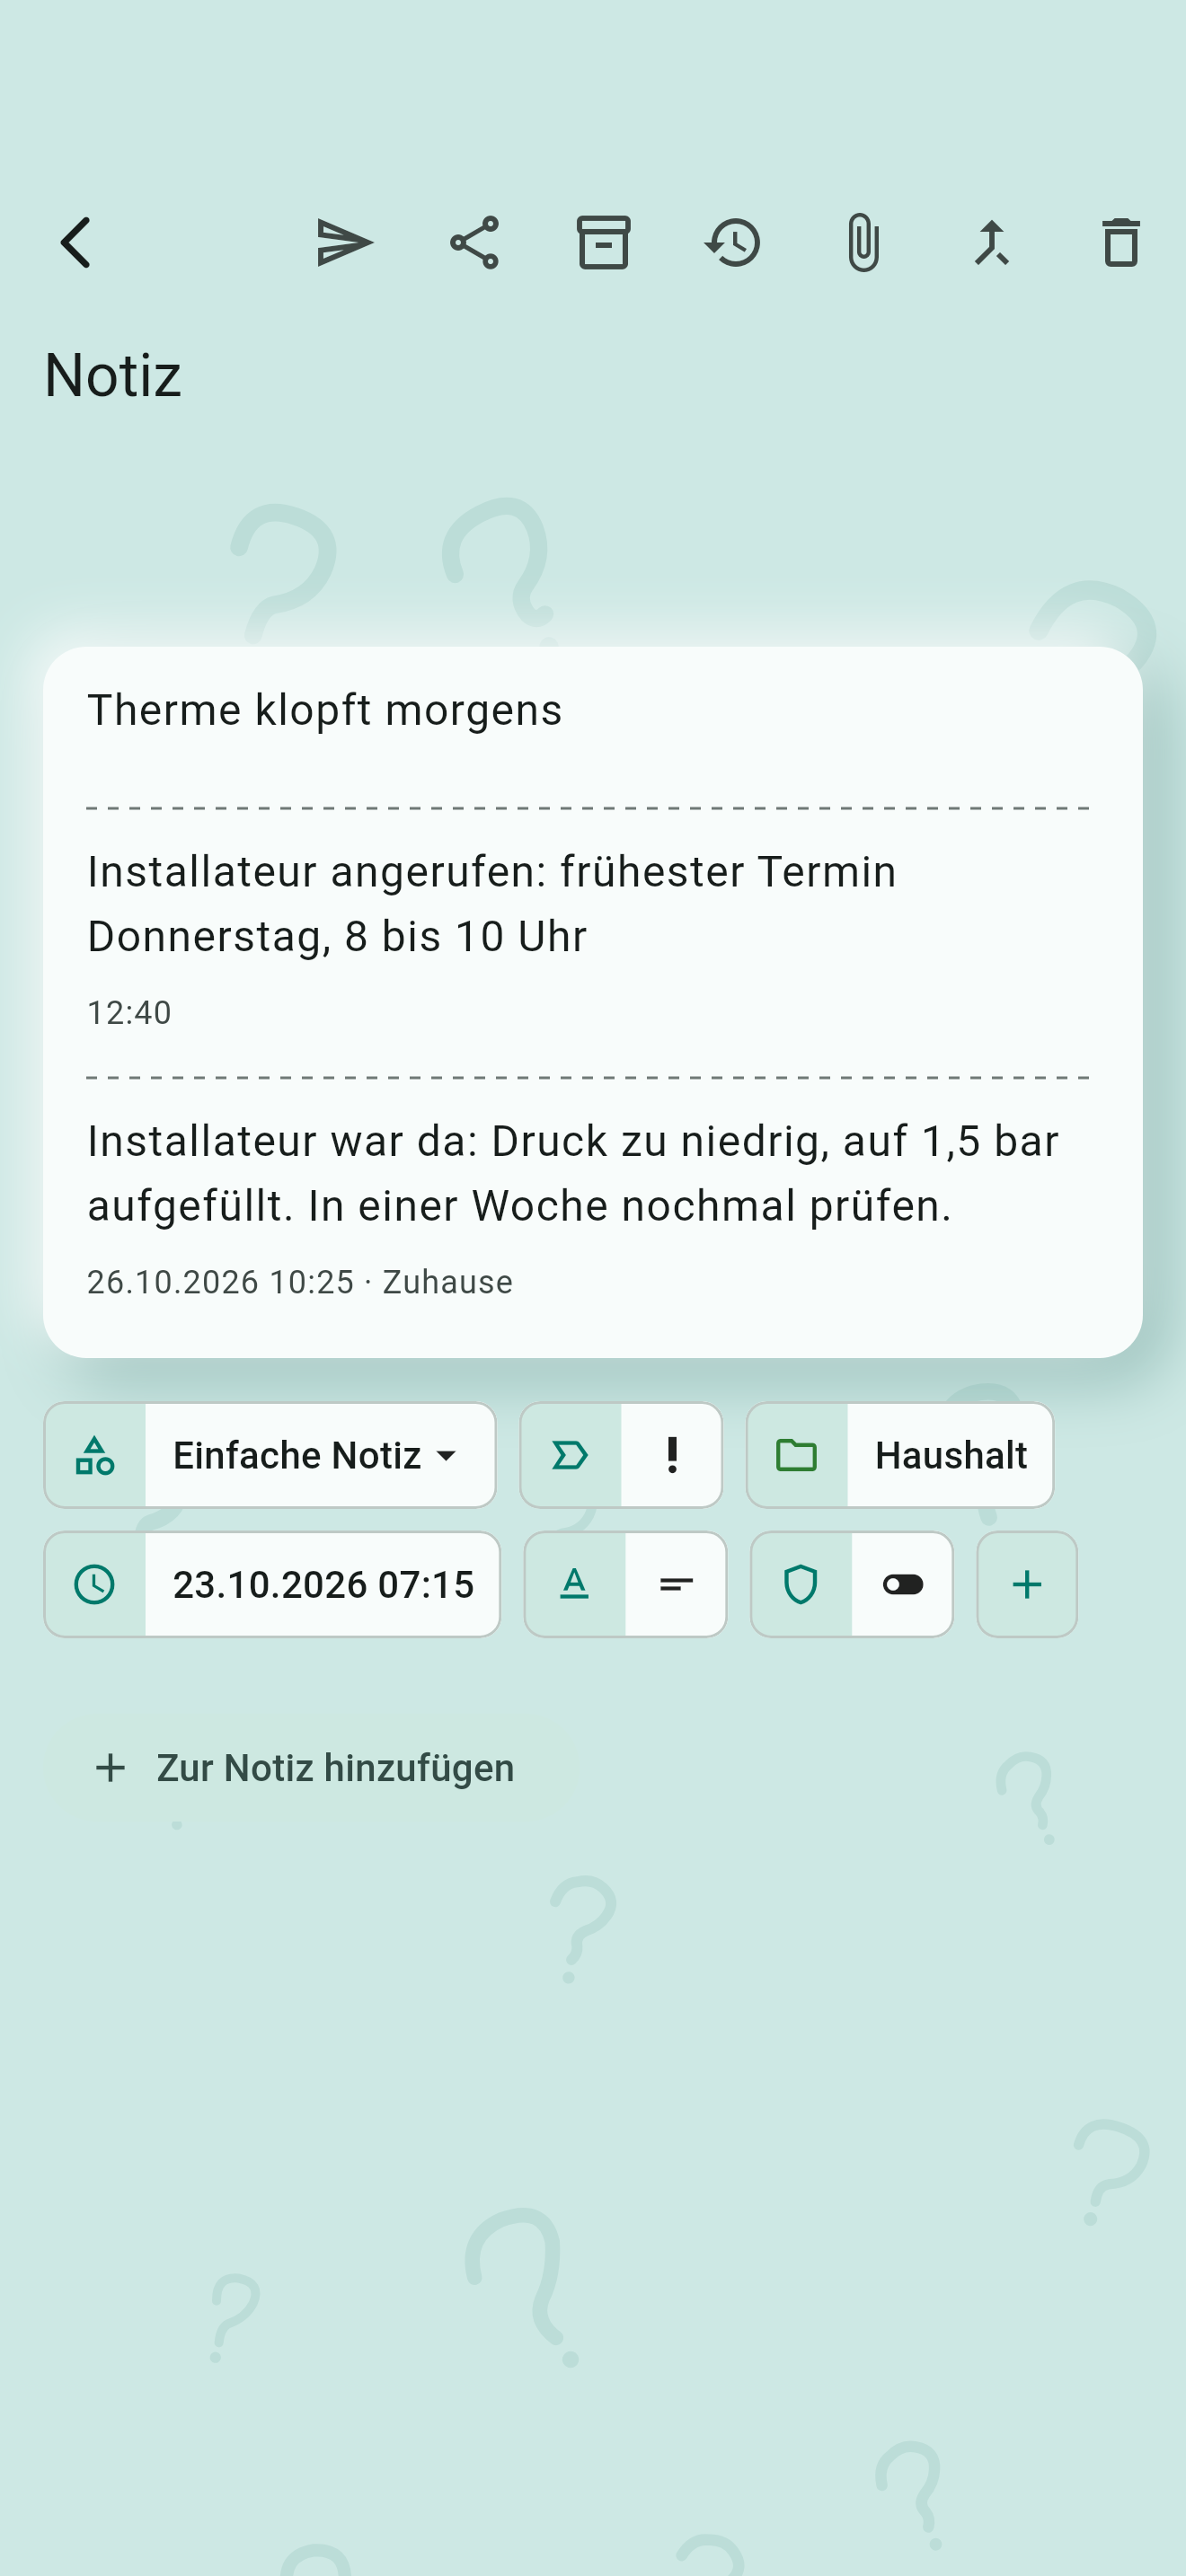 Notiz
Therme klopft morgens
Installateur angerufen: frühester Termin
Donnerstag, 8 bis 10 Uhr
12:40
Installateur war da: Druck zu niedrig, auf 1,5 bar
aufgefüllt. In einer Woche nochmal prüfen.
26.10.2026 10:25 · Zuhause
Einfache Notiz
Haushalt
23.10.2026 07:15
Zur Notiz hinzufügen